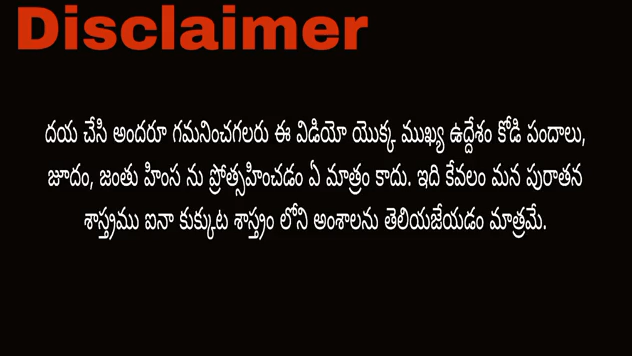 Disclaimer
దయ చేసి అందరూ గమనించగలరు ఈ విడియో యొక్క ముఖ్య ఉద్దేశం కోడి పందాలు,
జూదం, జంతు హింస ను ప్రోత్సహించడం ఏ మాత్రం కాదు. ఇది కేవలం మన పురాతన
శాస్త్రము ఐనా కుక్కుట శాస్త్రం లోని అంశాలను తెలియజేయడం మాత్రమే.